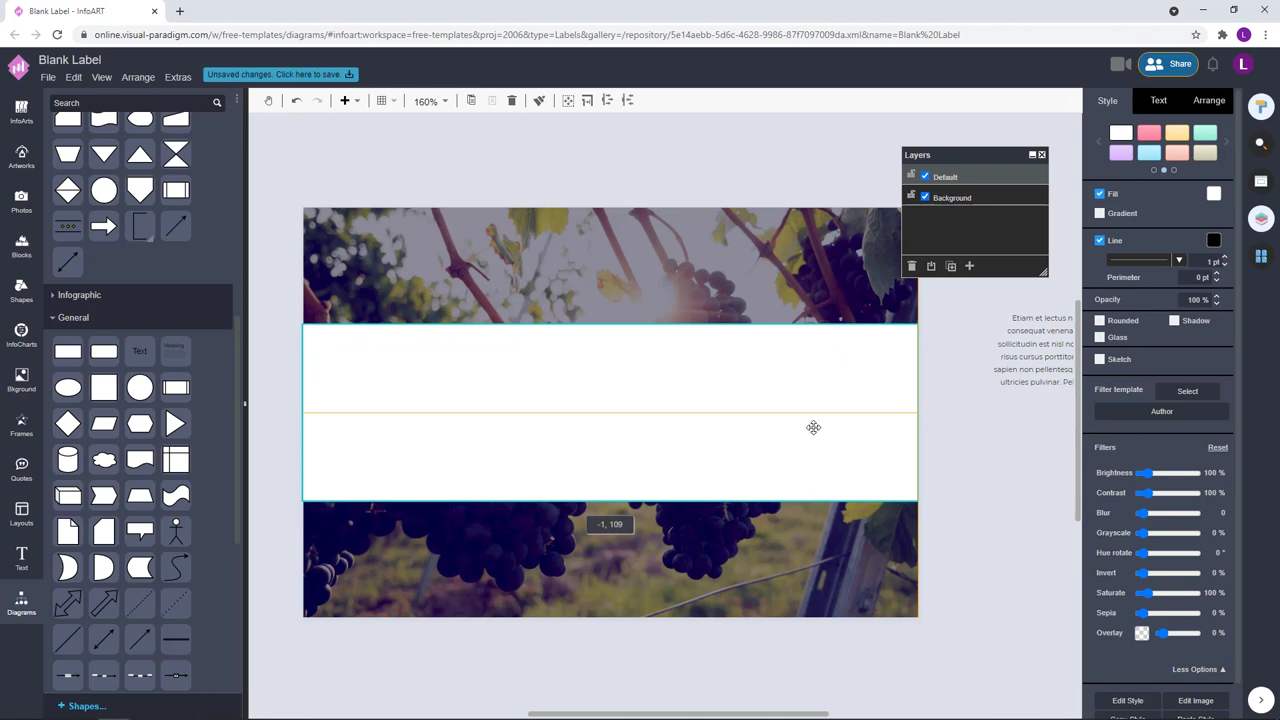 Blank Label - InfoART
online.visual-paradigm.com/w/free-templates/diagrams/#infoart:workspace=free-templates&proj=2006&type=Labels&gallery=/repository/5e14aebb-5d6c-4628-9986-87f7097009da.xml&name=Blank%20Label
L
Blank Label
File Edit View Arrange Extras
Unsaved changes. Click here to save.
Share
L
Search
160%
Style Text Arrange
InfoArts
Artworks
Photos
Blocks
Shapes
InfoCharts
Bkground
Frames
Quotes
Layouts
Text
Diagrams
Infographic
General
Text
Heading
Shapes...
Layers
Default
Background
Etiam et lectus n
consequat venena
sollicitudin est nisl no
risus cursus porttitor
sapien non pellentesq
ultricies pulvinar. Pel
-1, 109
Fill
Gradient
Line
1 pt
Perimeter 0 pt
Opacity 100 %
Rounded Shadow
Glass
Sketch
Filter template Select
Author
Filters Reset
Brightness 100 %
Contrast 100 %
Blur 0
Grayscale 0 %
Hue rotate 0 °
Invert 0 %
Saturate 100 %
Sepia 0 %
Overlay 0 %
Less Options
Edit Style Edit Image